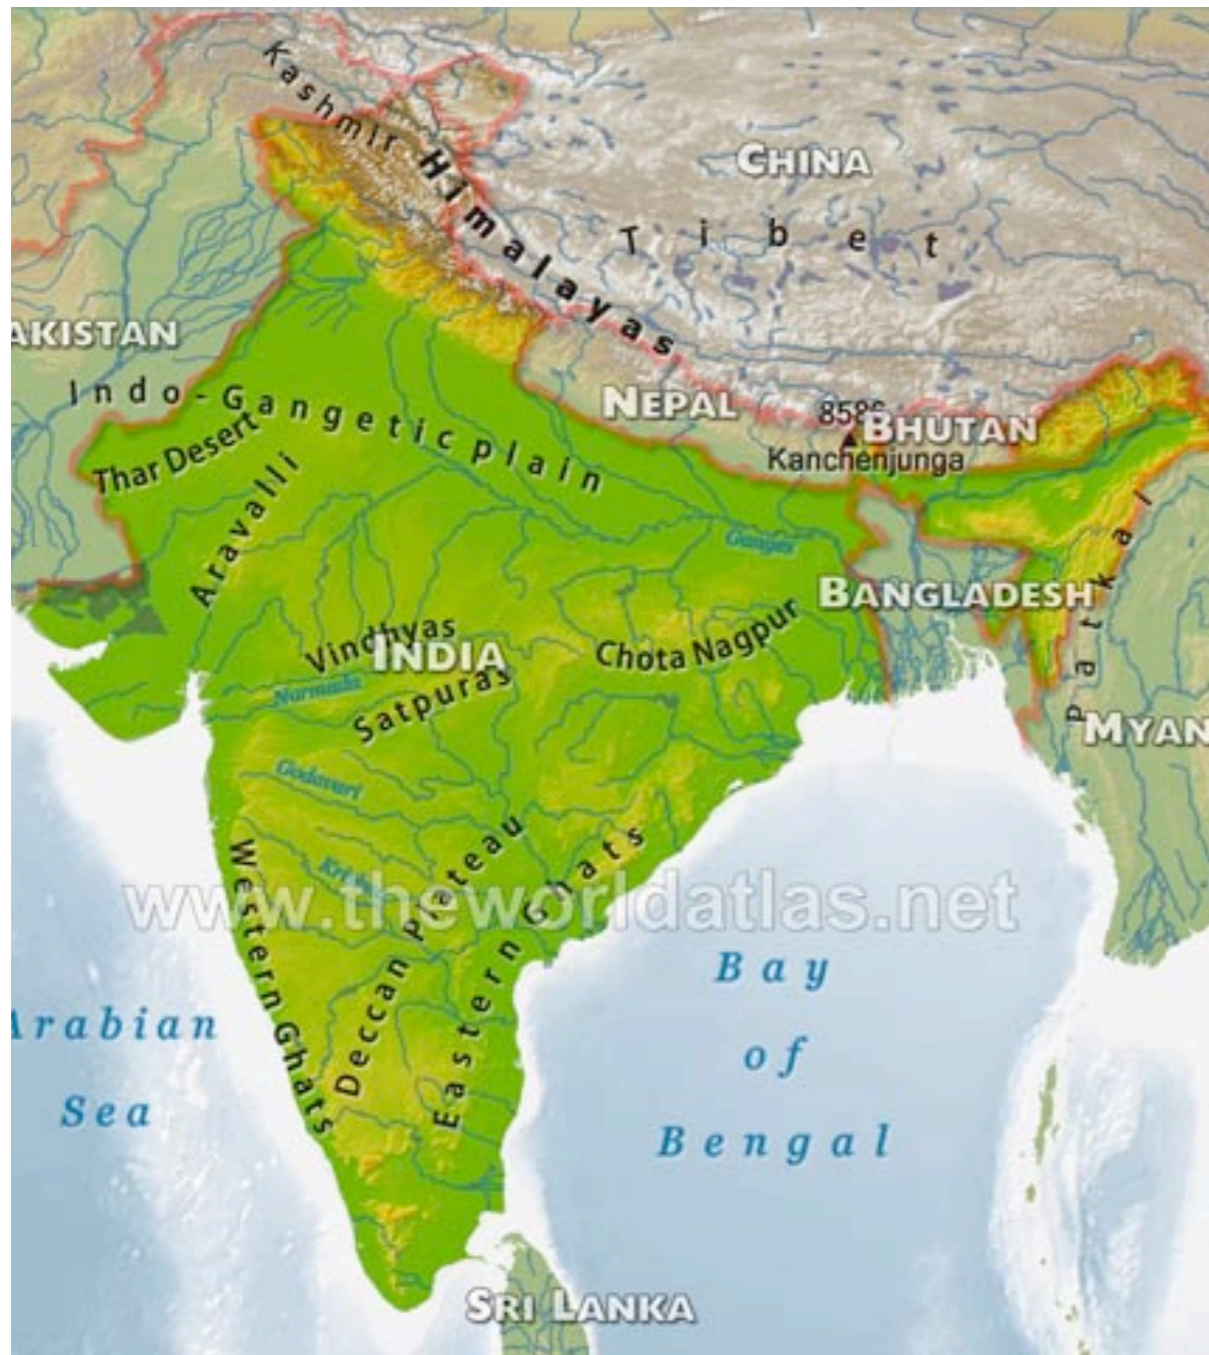 Kashmir
Himalayas
CHINA
Tibet
AKISTAN
Indo-Gangetic plain
NEPAL
8586
BHUTAN
Kanchenjunga
Thar Desert
Aravalli
Ganges
Patkal
BANGLADESH
Vindhyas
INDIA
Chota Nagpur
Narmada
Satpuras
MYAN
Godavari
Western Ghats
Deccan Plateau
Eastern Ghats
www.theworldatlas.net
Bay
of
Bengal
Arabian
Sea
SRI LANKA